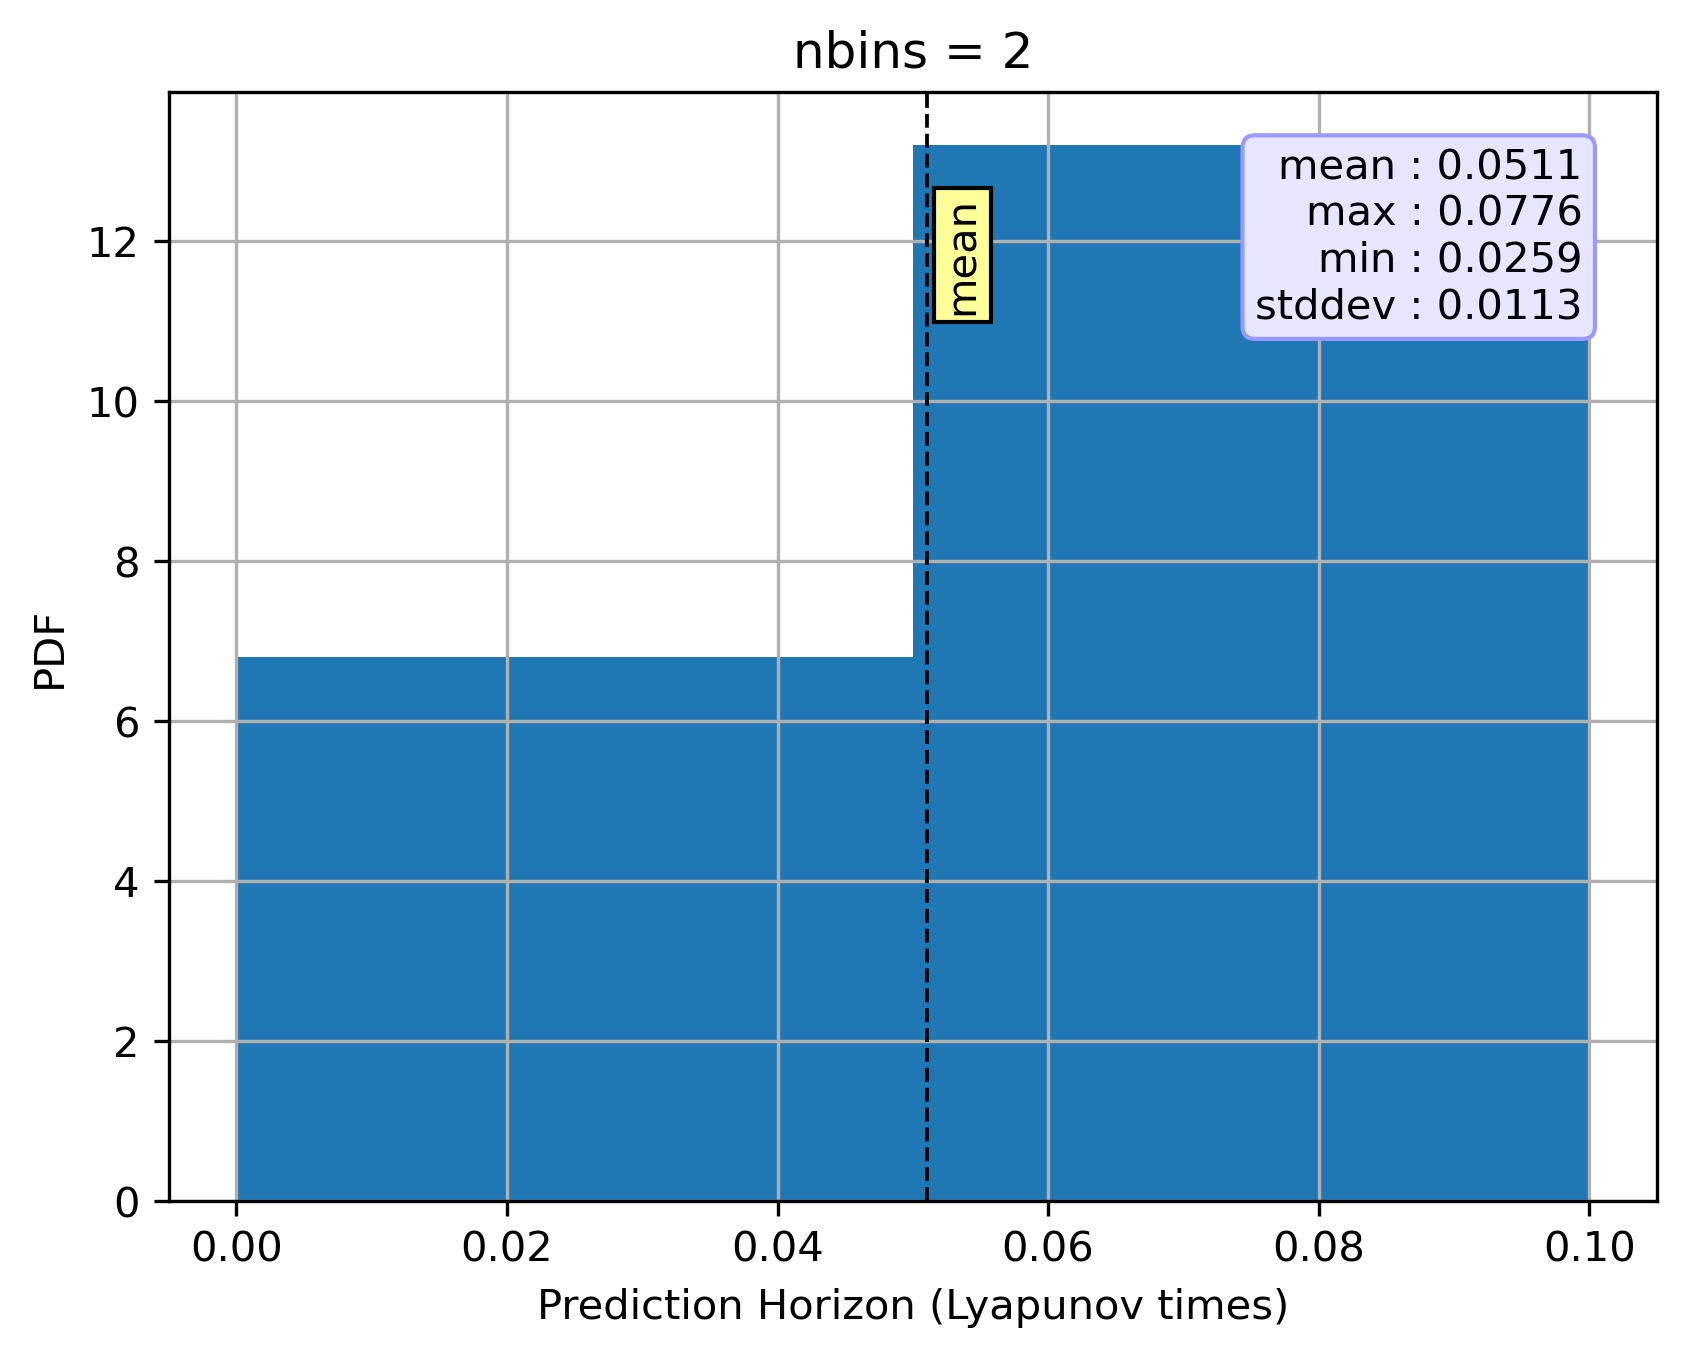 nbins = 2
mean : 0.0511
max : 0.0776
min : 0.0259
stddev : 0.0113
mean
PDF
12
10
8
6
4
2
0
0.00 0.02 0.04 0.06 0.08 0.10
Prediction Horizon (Lyapunov times)